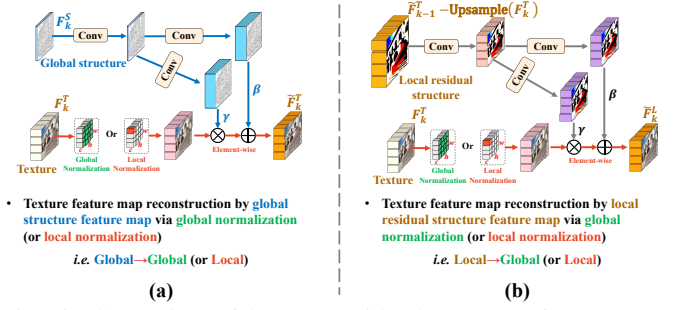 F_k^S
Conv
Conv
Global structure
Conv
β
F_k^T
γ
F̃_k^T
c h w
Or
c h w
Global
Normalization
Local
Normalization
Texture
Element-wise
• Texture feature map reconstruction by global
structure feature map via global normalization
(or local normalization)
i.e. Global→Global (or Local)
(a)
F̃_{k-1}^T −Upsample(F_k^T)
Conv
Conv
Local residual
structure
Conv
β
F_k^T
γ
F̃_k^L
c h w
Or
c h w
Global
Normalization
Local
Normalization
Texture
Element-wise
• Texture feature map reconstruction by local
residual structure feature map via global
normalization (or local normalization)
i.e. Local→Global (or Local)
(b)